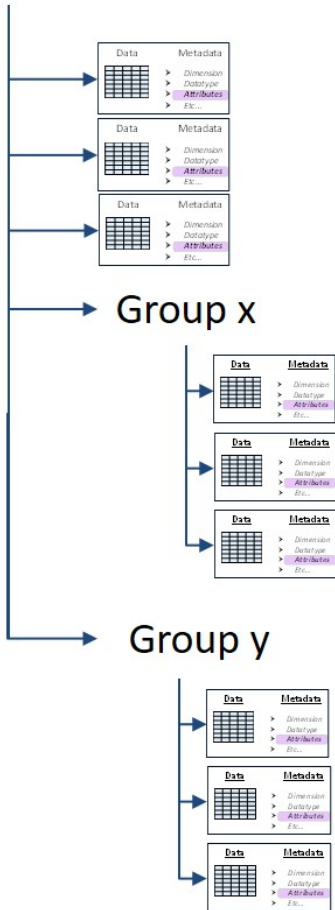 Data Metadata
Dimension
Datatype
Attributes
Etc...
Data Metadata
Dimension
Datatype
Attributes
Etc...
Data Metadata
Dimension
Datatype
Attributes
Etc...
Group x
Data Metadata
Dimension
Datatype
Attributes
Etc...
Data Metadata
Dimension
Datatype
Attributes
Etc...
Data Metadata
Dimension
Datatype
Attributes
Etc...
Group y
Data Metadata
Dimension
Datatype
Attributes
Etc...
Data Metadata
Dimension
Datatype
Attributes
Etc...
Data Metadata
Dimension
Datatype
Attributes
Etc...